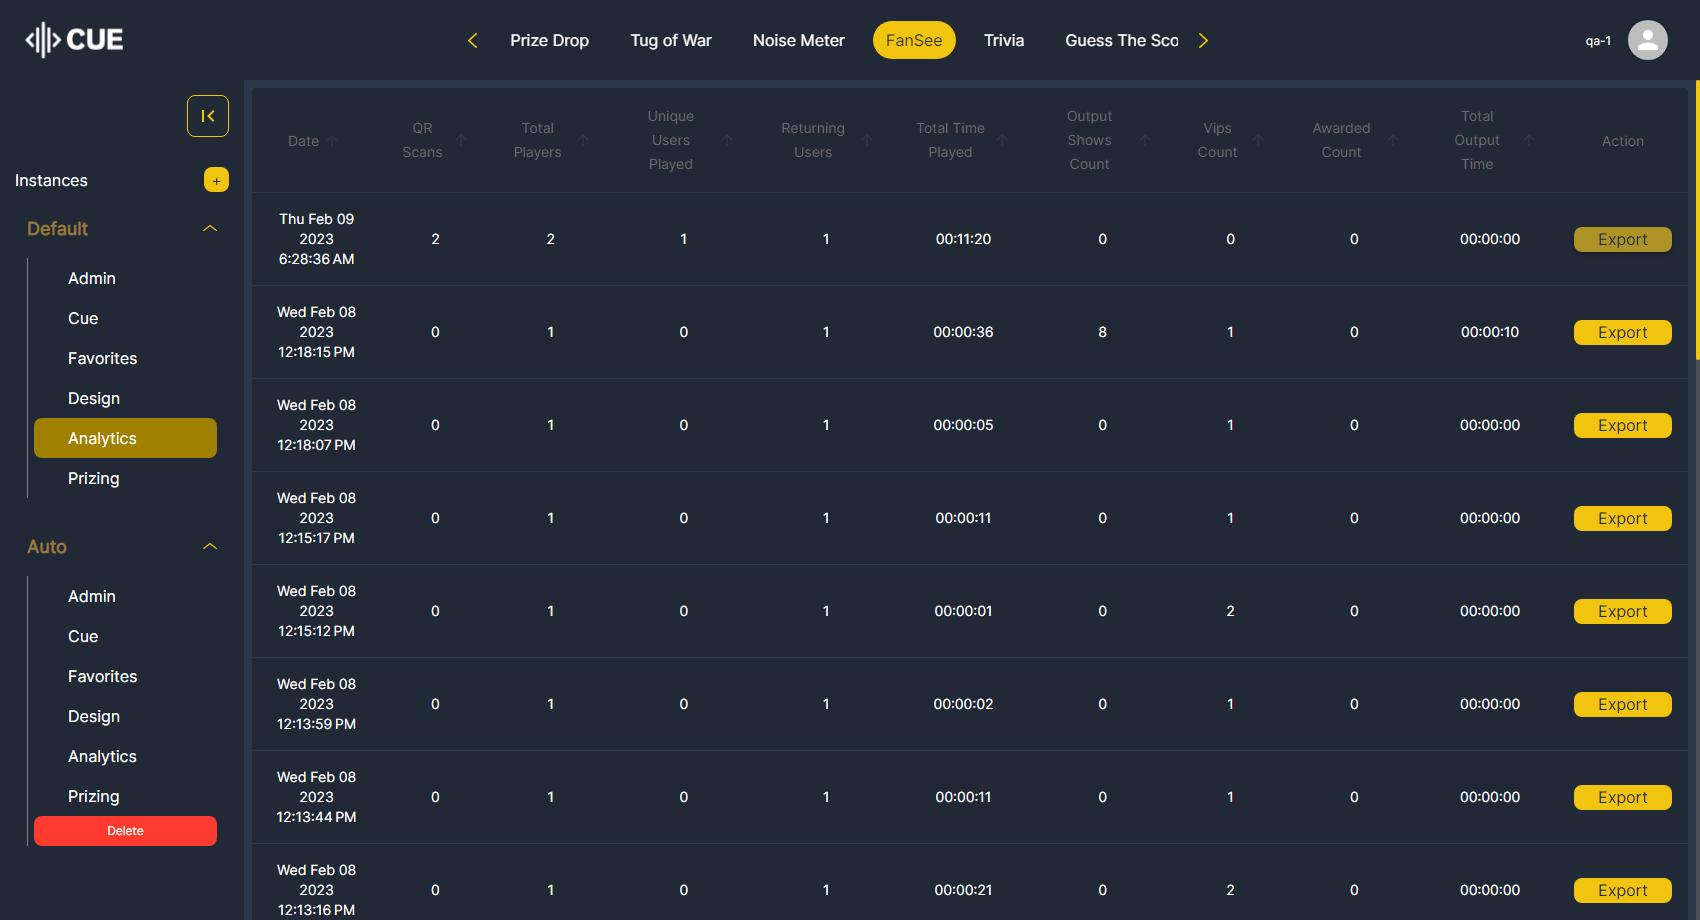 CUE
Prize Drop
Tug of War
Noise Meter
FanSee
Trivia
Guess The Sco
qa-1
Instances
+
Default
Admin
Cue
Favorites
Design
Analytics
Prizing
Auto
Admin
Cue
Favorites
Design
Analytics
Prizing
Delete
Date
QR
Scans
Total
Players
Unique
Users
Played
Returning
Users
Total Time
Played
Output
Shows
Count
Vips
Count
Awarded
Count
Total
Output
Time
Action
Thu Feb 09
2023
6:28:36 AM
2
2
1
1
00:11:20
0
0
0
00:00:00
Export
Wed Feb 08
2023
12:18:15 PM
0
1
0
1
00:00:36
8
1
0
00:00:10
Export
Wed Feb 08
2023
12:18:07 PM
0
1
0
1
00:00:05
0
1
0
00:00:00
Export
Wed Feb 08
2023
12:15:17 PM
0
1
0
1
00:00:11
0
1
0
00:00:00
Export
Wed Feb 08
2023
12:15:12 PM
0
1
0
1
00:00:01
0
2
0
00:00:00
Export
Wed Feb 08
2023
12:13:59 PM
0
1
0
1
00:00:02
0
1
0
00:00:00
Export
Wed Feb 08
2023
12:13:44 PM
0
1
0
1
00:00:11
0
1
0
00:00:00
Export
Wed Feb 08
2023
12:13:16 PM
0
1
0
1
00:00:21
0
2
0
00:00:00
Export